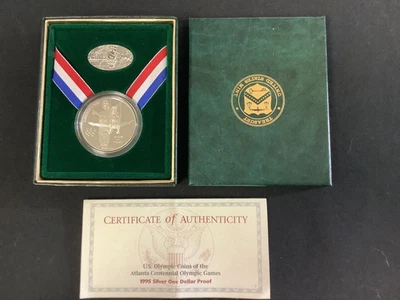 CERTIFICATE of AUTHENTICITY
U.S. Olympic Coins of the
Atlanta Centennial Olympic Games
1995 Silver One Dollar Proof